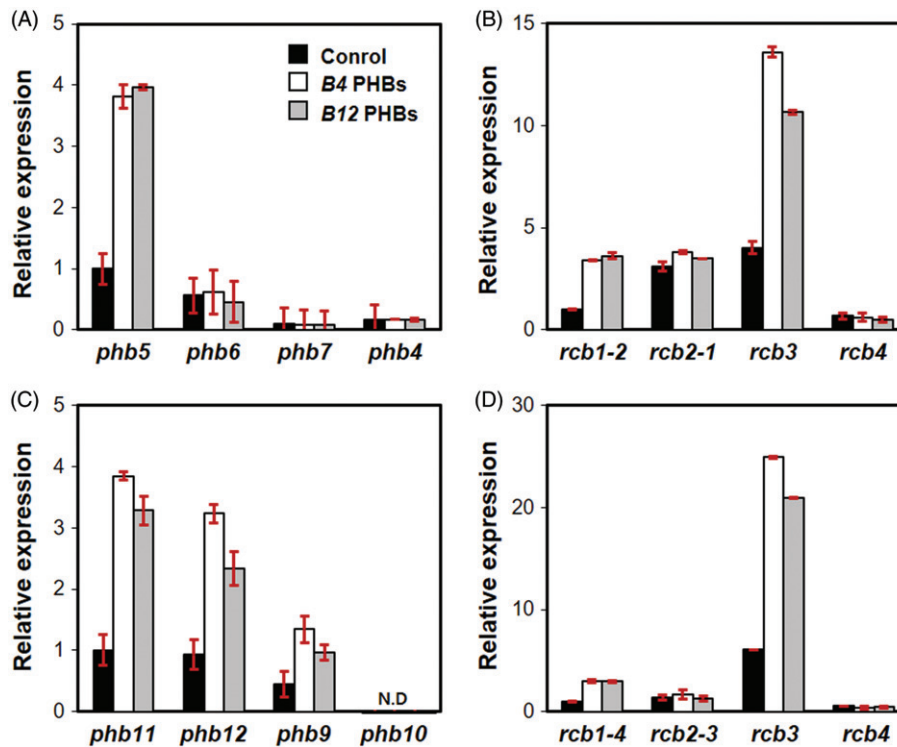 (A)
Relative expression
5
4
3
2
1
0
Conrol
B4 PHBs
B12 PHBs
phb5 phb6 phb7 phb4
(B)
Relative expression
15
10
5
0
rcb1-2 rcb2-1 rcb3 rcb4
(C)
Relative expression
5
4
3
2
1
0
N.D
phb11 phb12 phb9 phb10
(D)
Relative expression
30
20
10
0
rcb1-4 rcb2-3 rcb3 rcb4